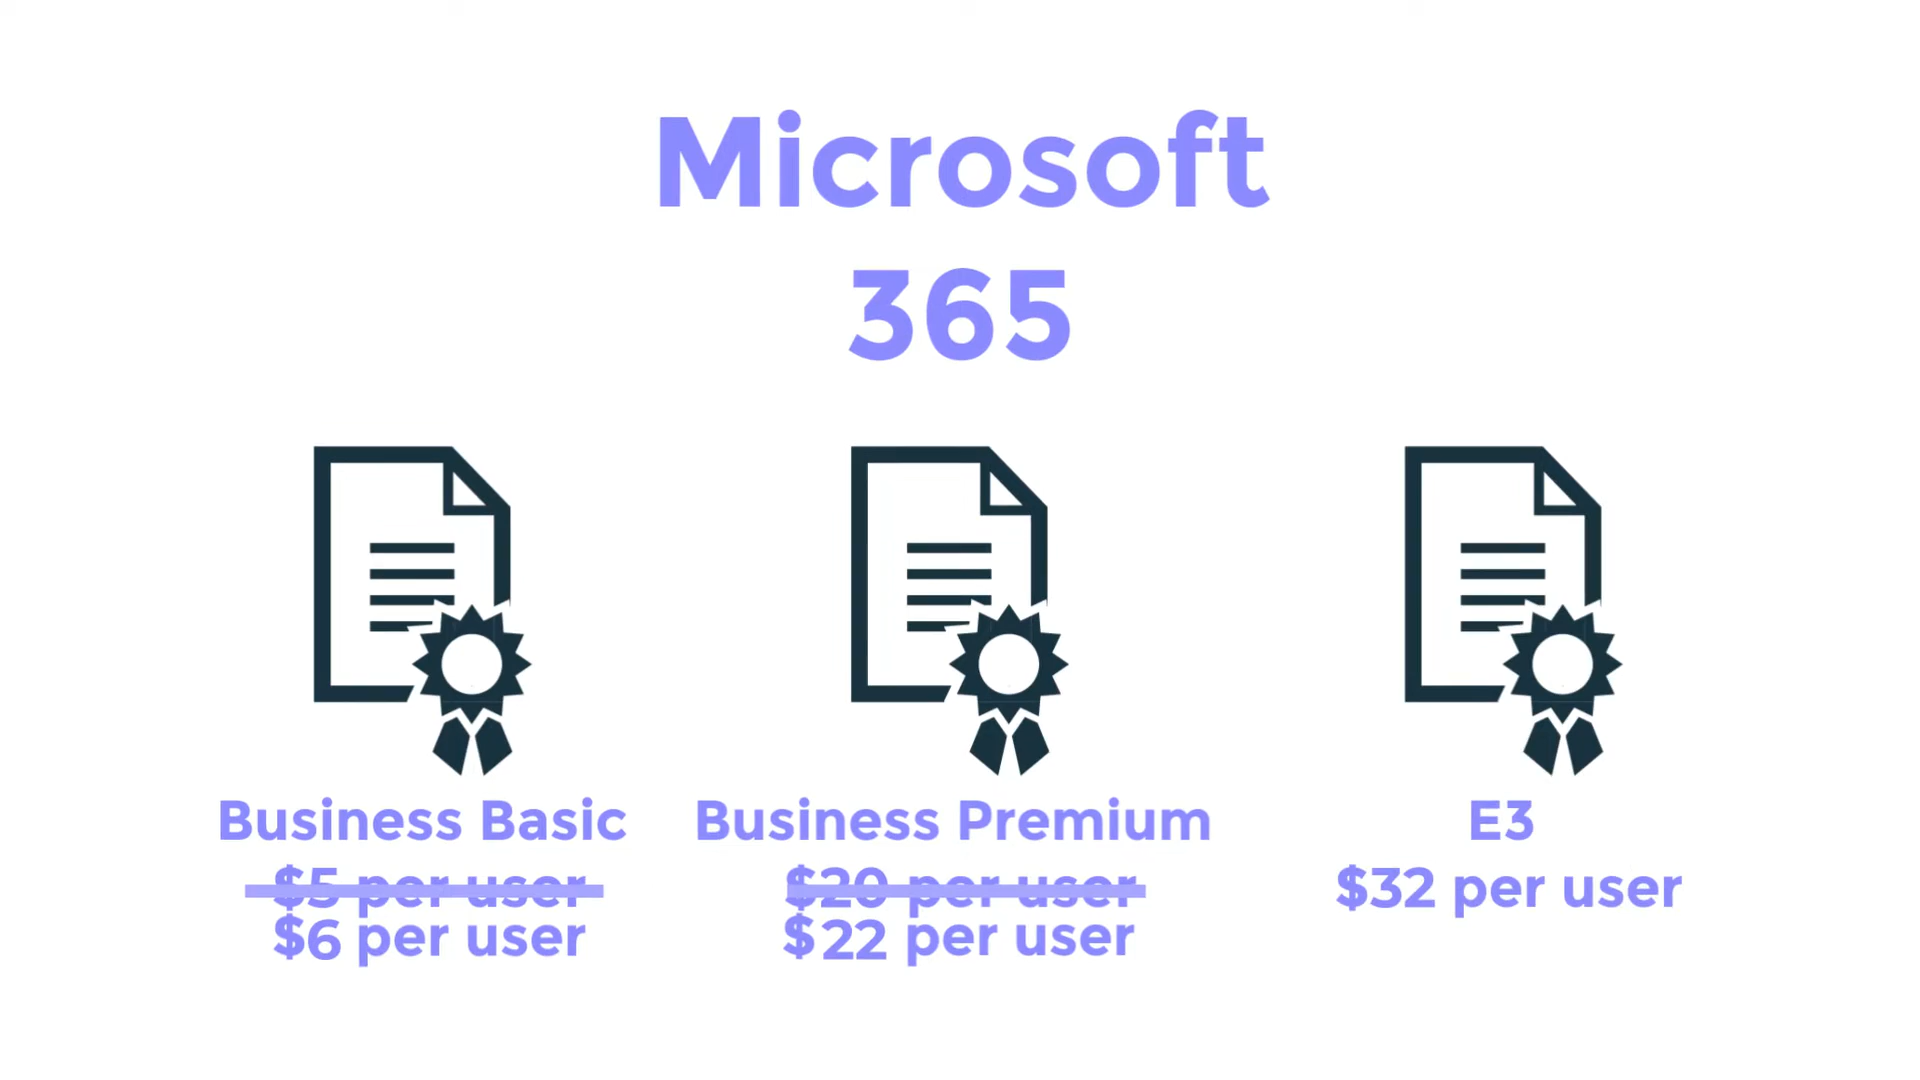 Microsoft
365
Business Basic
$5 per user
$6 per user
Business Premium
$20 per user
$22 per user
E3
$32 per user